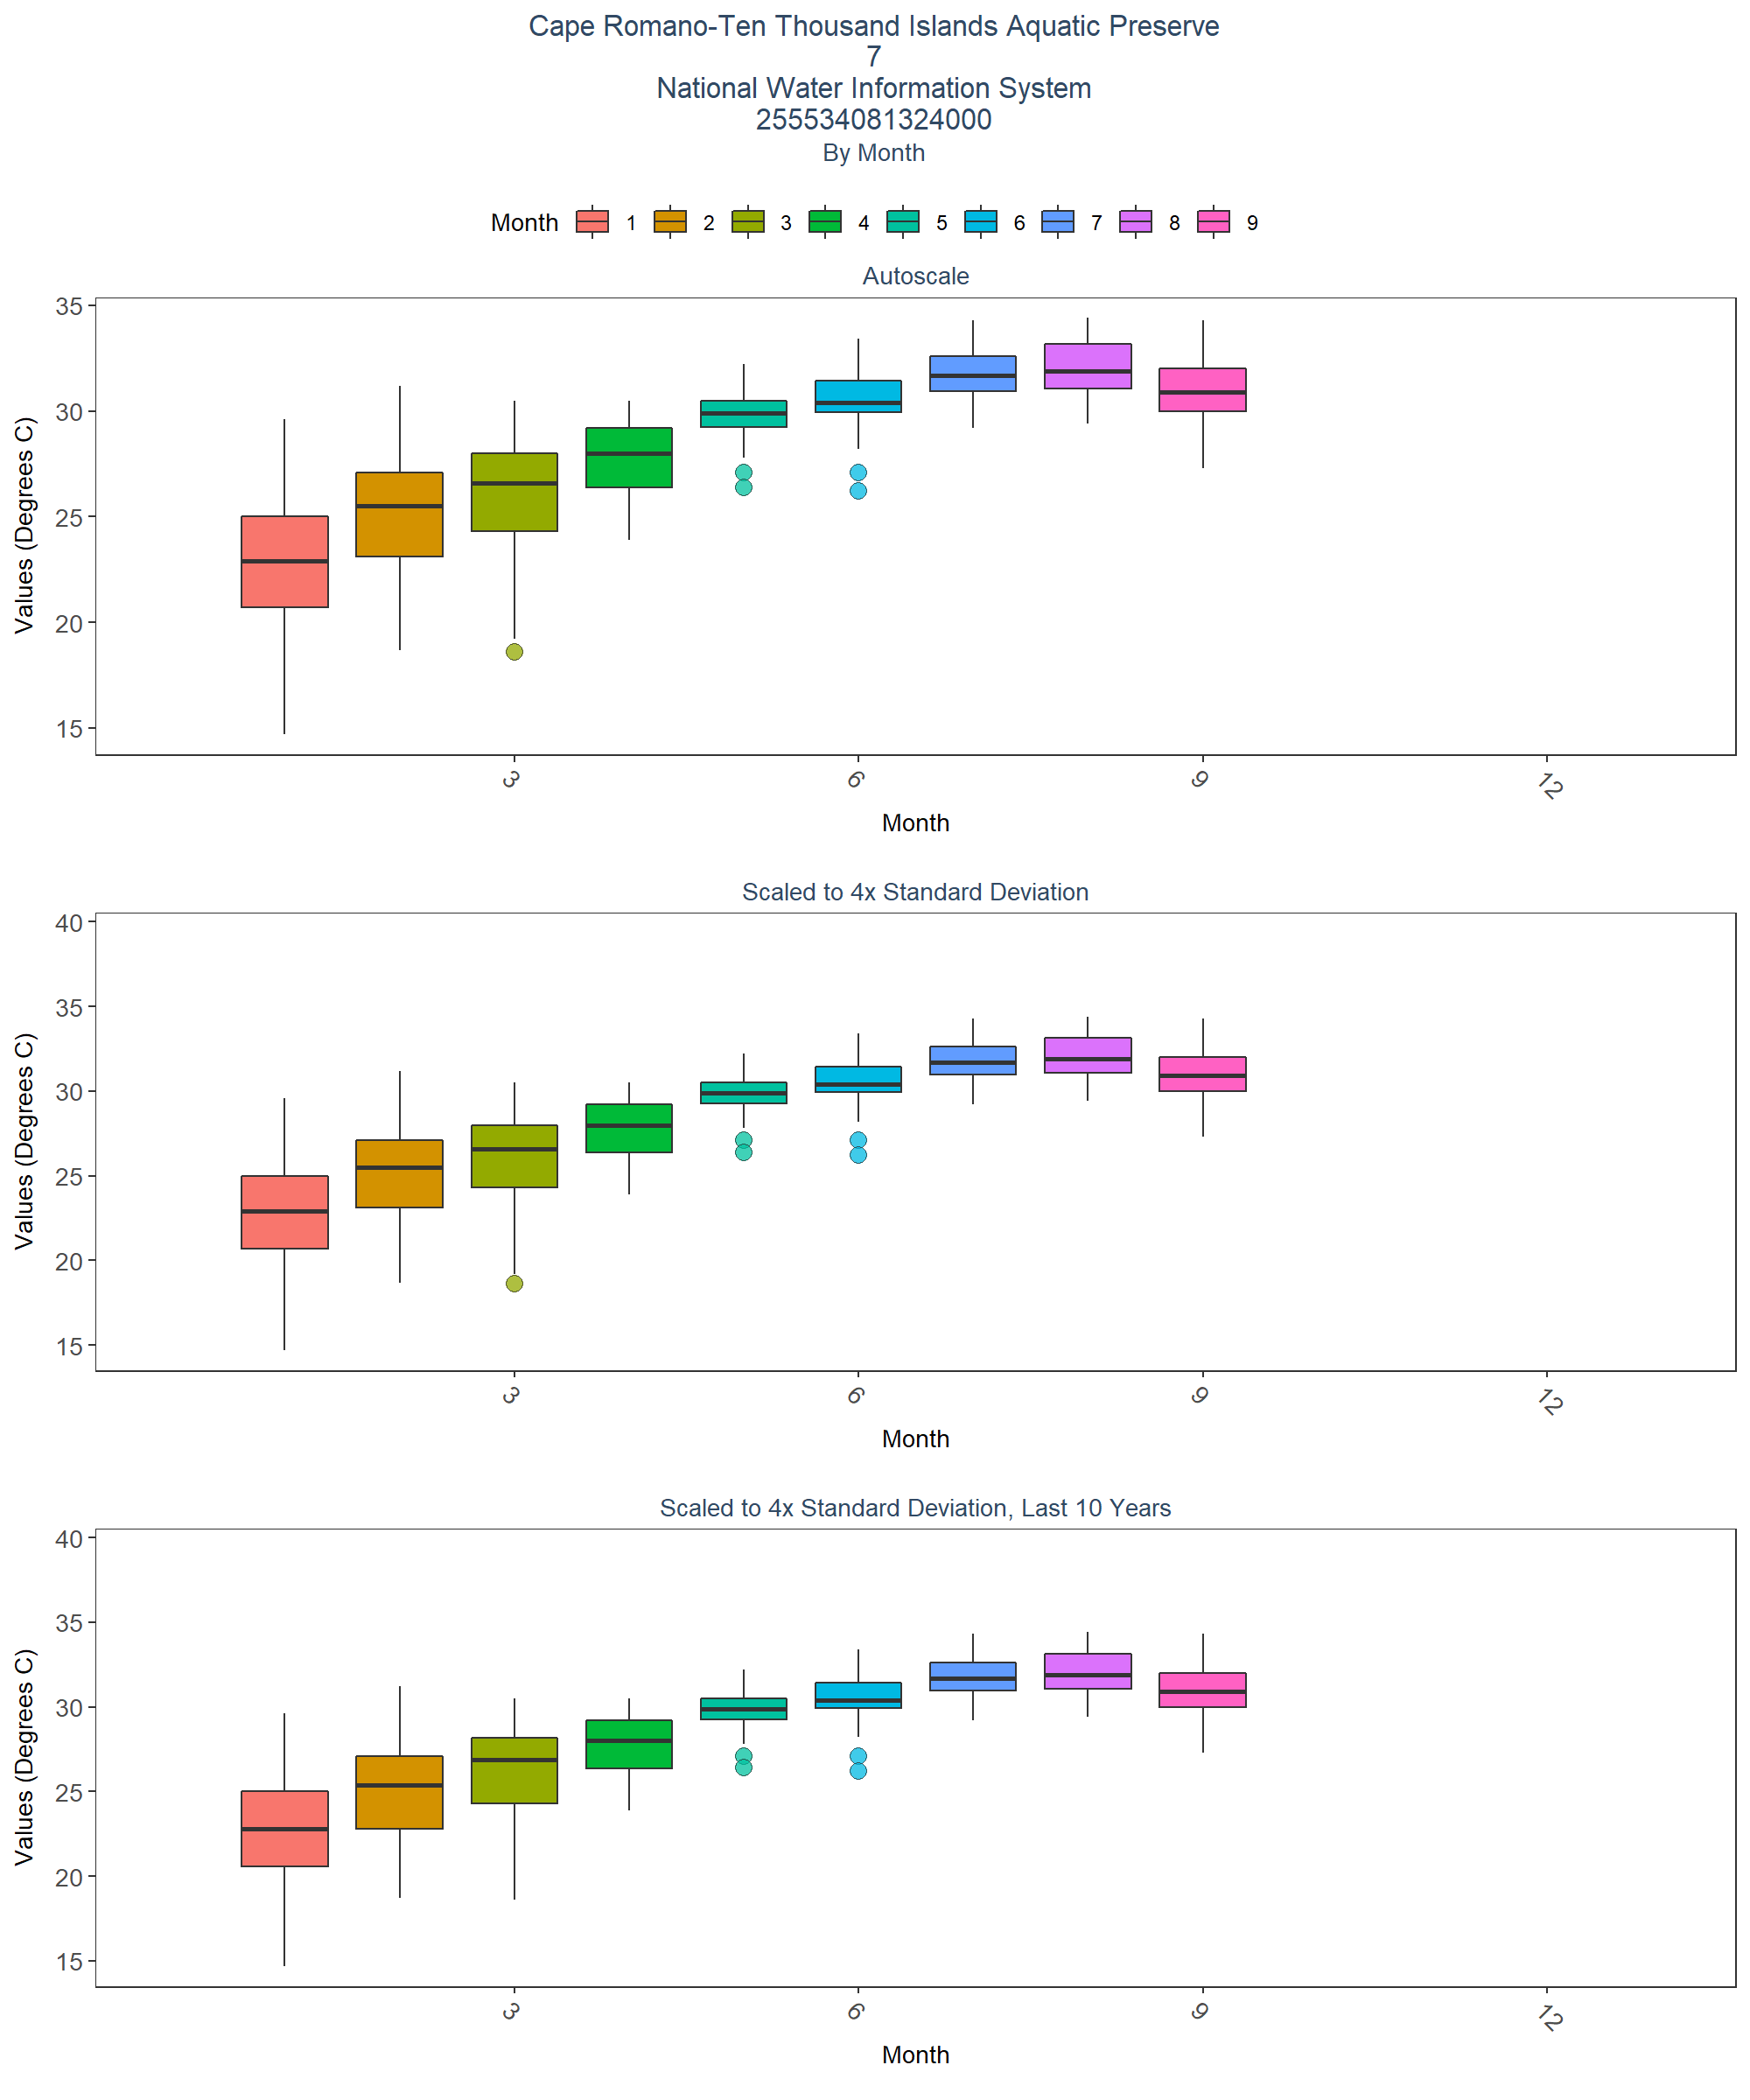 Cape Romano-Ten Thousand Islands Aquatic Preserve
7
National Water Information System
255534081324000
By Month
Month 1 2 3 4 5 6 7 8 9
Autoscale
Values (Degrees C)
35
30
25
20
15
3 6 9 12
Month
Scaled to 4x Standard Deviation
Values (Degrees C)
40
35
30
25
20
15
3 6 9 12
Month
Scaled to 4x Standard Deviation, Last 10 Years
Values (Degrees C)
40
35
30
25
20
15
3 6 9 12
Month